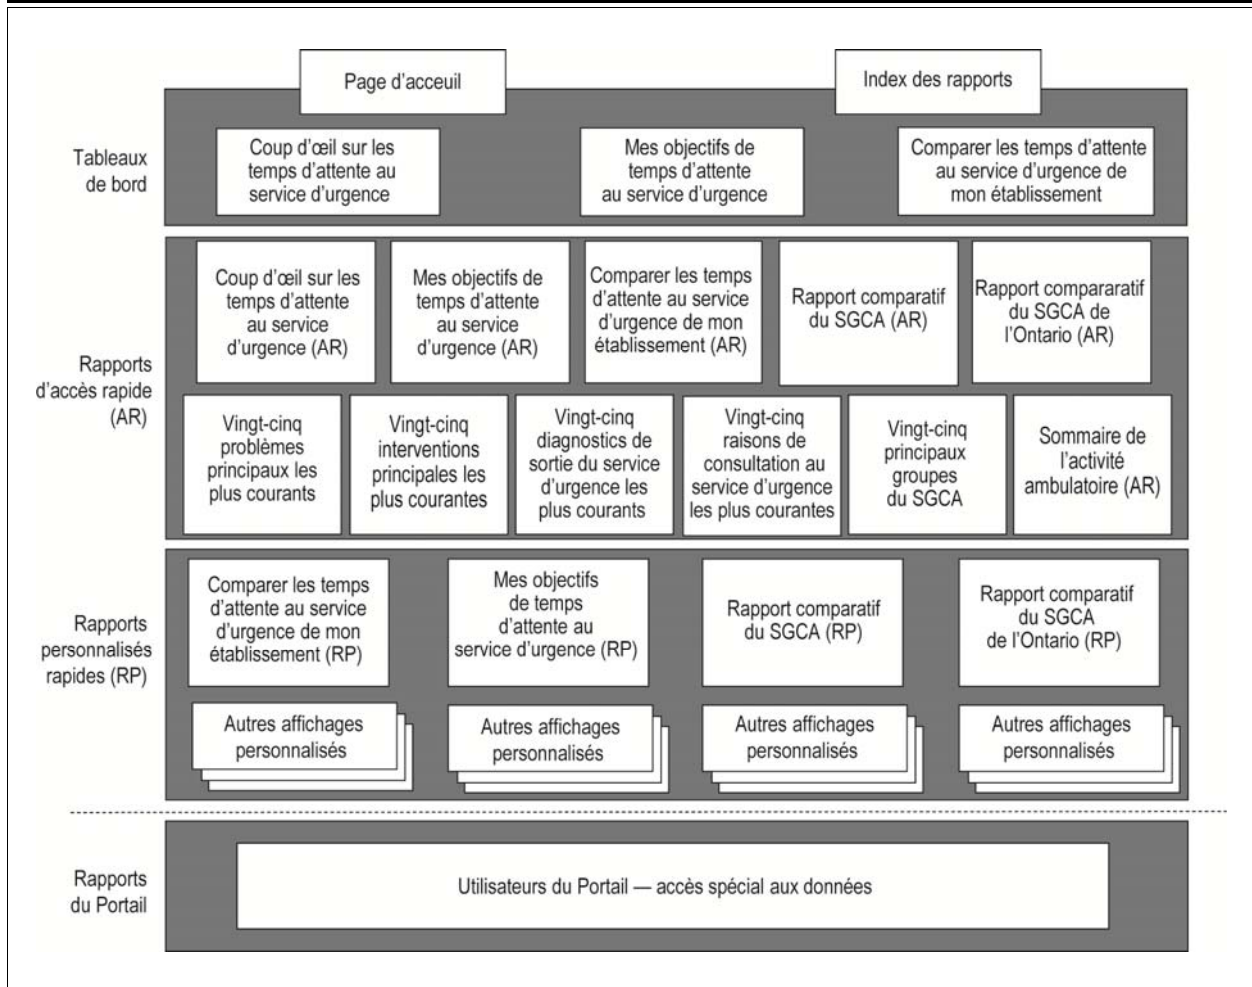 Page d'acceuil
Index des rapports
Tableaux
de bord
Coup d'œil sur les
temps d'attente au
service d'urgence
Mes objectifs de
temps d'attente
au service d'urgence
Comparer les temps d'attente
au service d'urgence de
mon établissement
Rapports
d'accès rapide
(AR)
Coup d'œil sur les
temps d'attente
au service
d'urgence (AR)
Mes objectifs de
temps d'attente
au service
d'urgence (AR)
Comparer les temps
d'attente au service
d'urgence de mon
établissement (AR)
Rapport comparatif
du SGCA (AR)
Rapport compararatif
du SGCA de
l'Ontario (AR)
Vingt-cinq
problèmes
principaux les
plus courants
Vingt-cinq
interventions
principales les
plus courantes
Vingt-cinq
diagnostics de
sortie du service
d'urgence les
plus courants
Vingt-cinq
raisons de
consultation au
service d'urgence
les plus courantes
Vingt-cinq
principaux
groupes
du SGCA
Sommaire de
l'activité
ambulatoire (AR)
Rapports
personnalisés
rapides (RP)
Comparer les temps
d'attente au service
d'urgence de mon
établissement (RP)
Mes objectifs
de temps
d'attente au
service d'urgence (RP)
Rapport comparatif
du SGCA (RP)
Rapport comparatif
du SGCA
de l'Ontario (RP)
Autres affichages
personnalisés
Autres affichages
personnalisés
Autres affichages
personnalisés
Autres affichages
personnalisés
Rapports
du Portail
Utilisateurs du Portail — accès spécial aux données